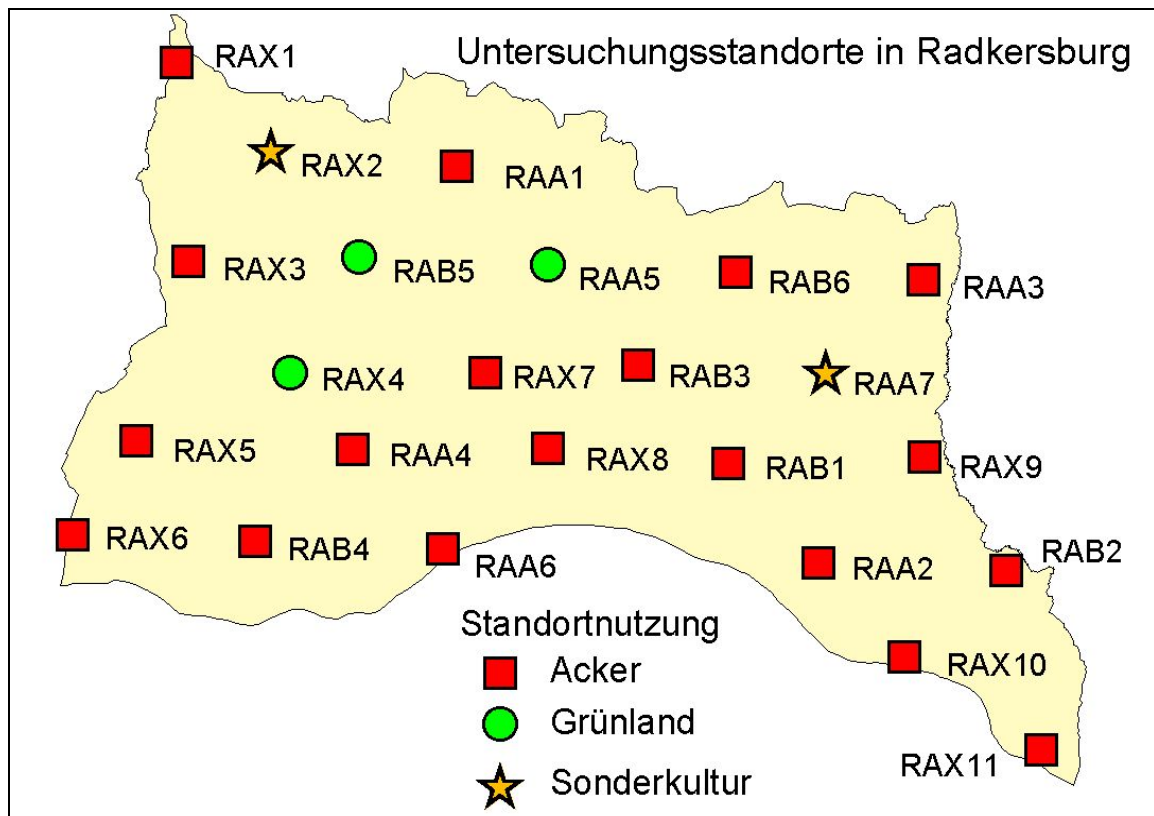 RAX1
Untersuchungsstandorte in Radkersburg
RAX2
RAA1
RAX3
RAB5
RAA5
RAB6
RAA3
RAX4
RAX7
RAB3
RAA7
RAX5
RAA4
RAX8
RAB1
RAX9
RAX6
RAB4
RAA6
RAA2
RAB2
Standortnutzung
Acker
RAX10
Grünland
RAX11
Sonderkultur